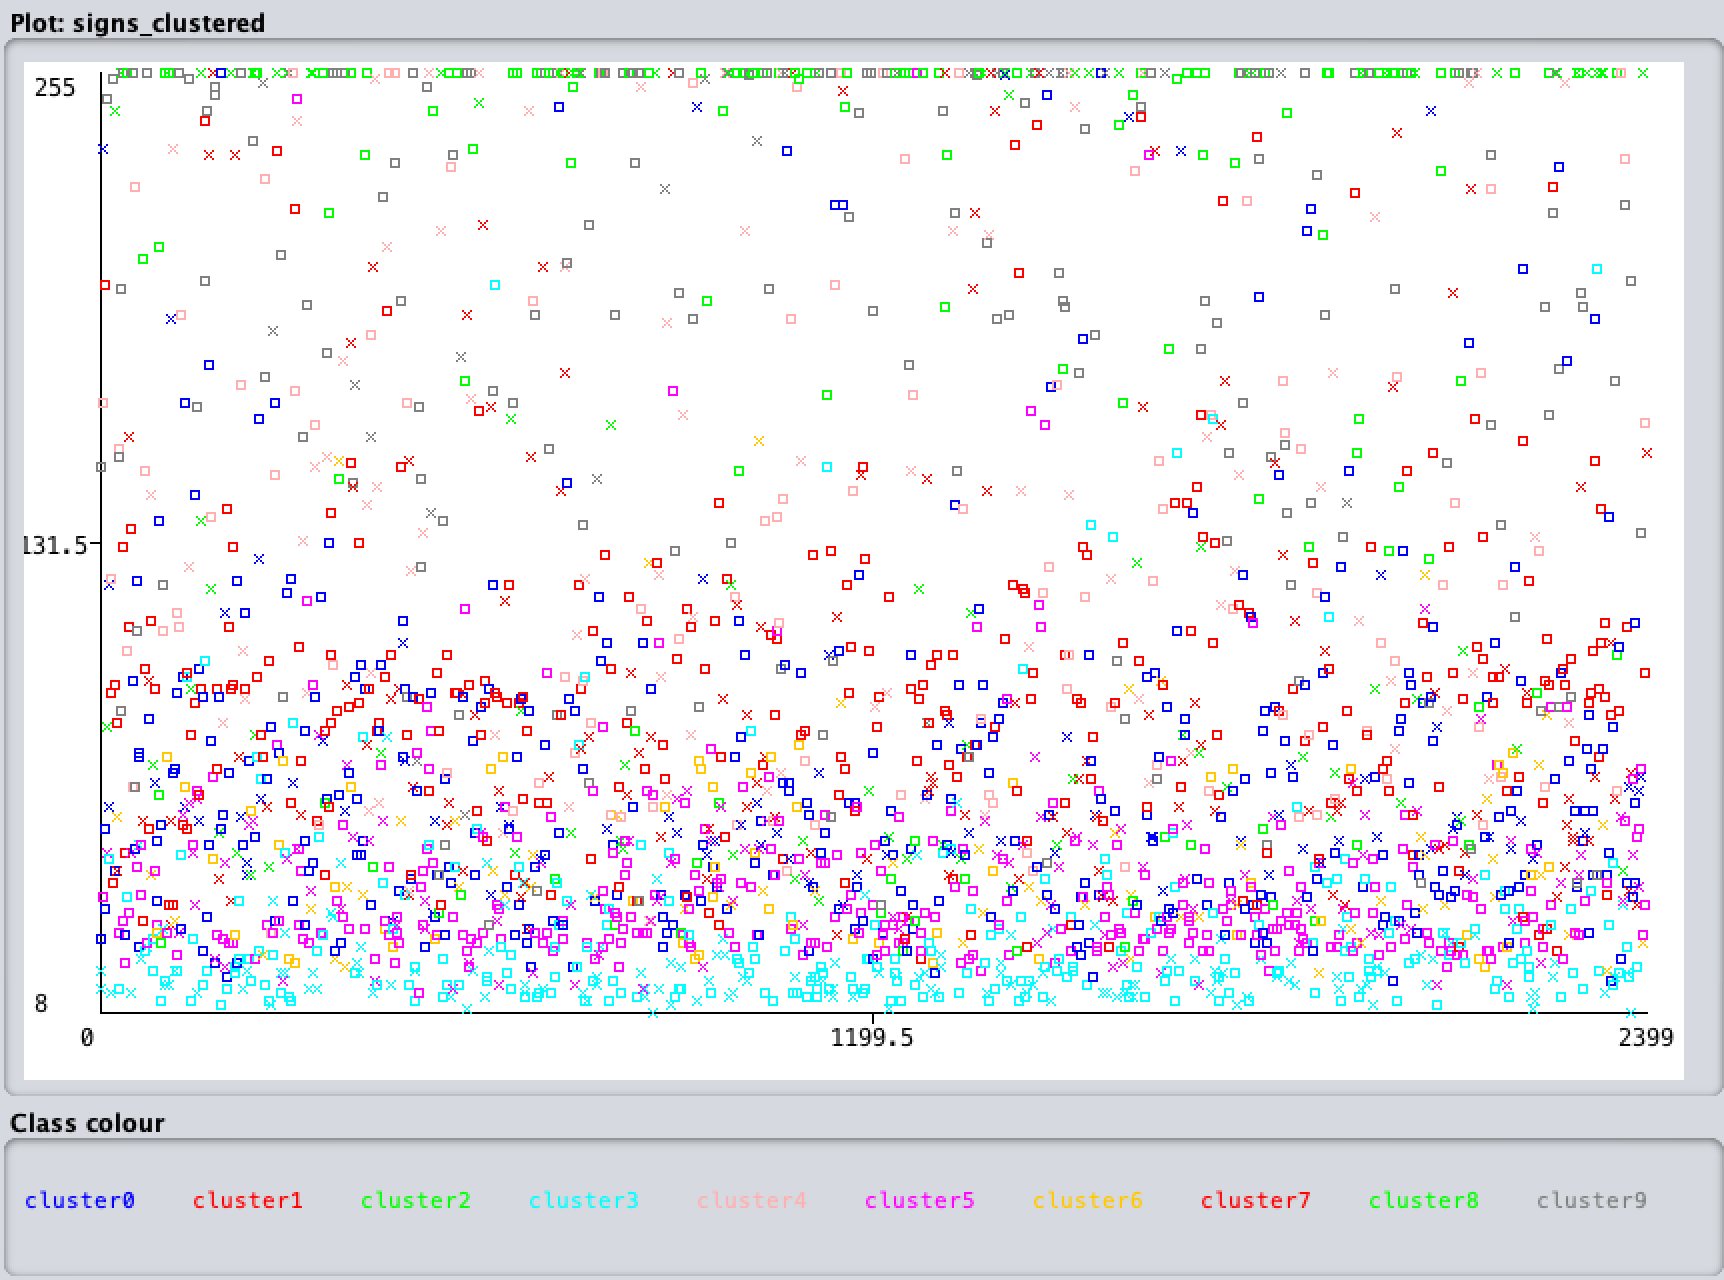 Plot: signs_clustered
255
131.5
8
0 1199.5 2399
Class colour
cluster0 cluster1 cluster2 cluster3 cluster4 cluster5 cluster6 cluster7 cluster8 cluster9